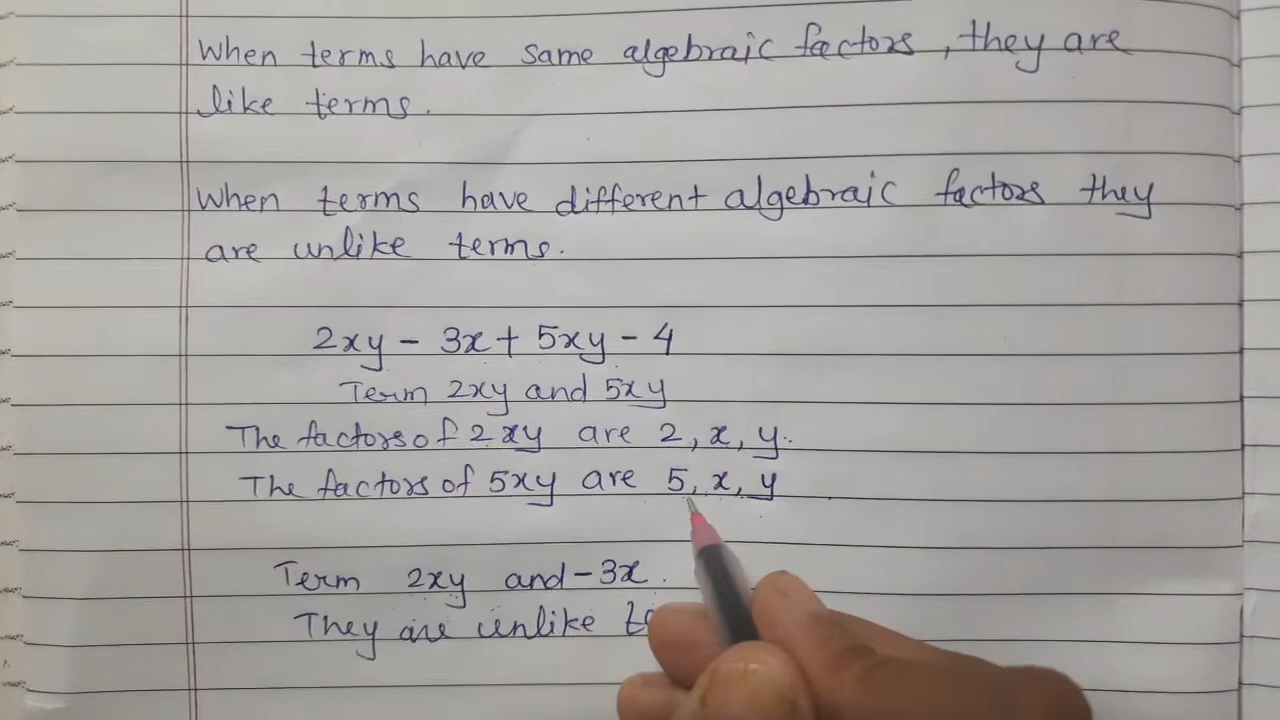 When terms have same algebraic factors, they are
like terms.
When terms have different algebraic factors they
are unlike terms.
2xy - 3x + 5xy - 4
Term 2xy and 5xy
The factors of 2xy are 2, x, y.
The factors of 5xy are 5, x, y
Term 2xy and -3x.
They are unlike